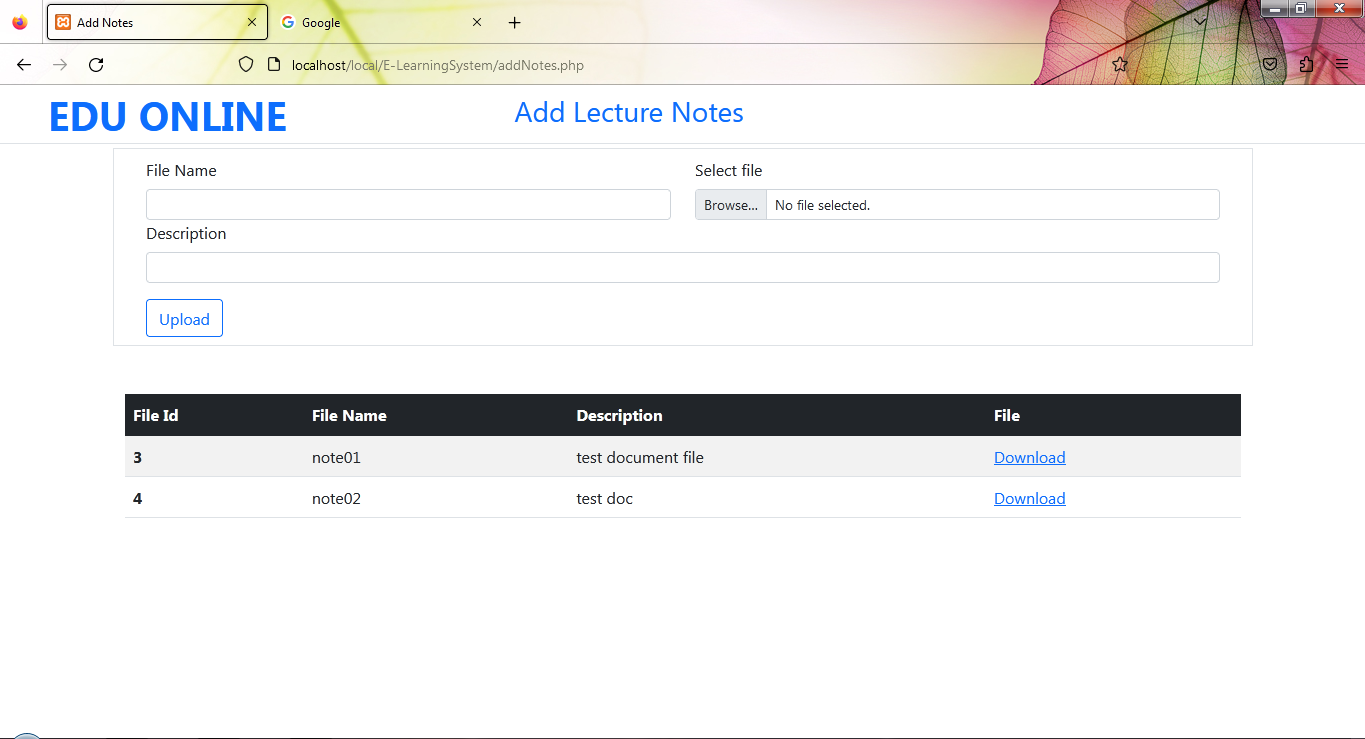 Add Notes
Google
localhost/local/E-LearningSystem/addNotes.php
EDU ONLINE
Add Lecture Notes
File Name
Select file
Browse... No file selected.
Description
Upload
File Id File Name Description File
3 note01 test document file Download
4 note02 test doc Download